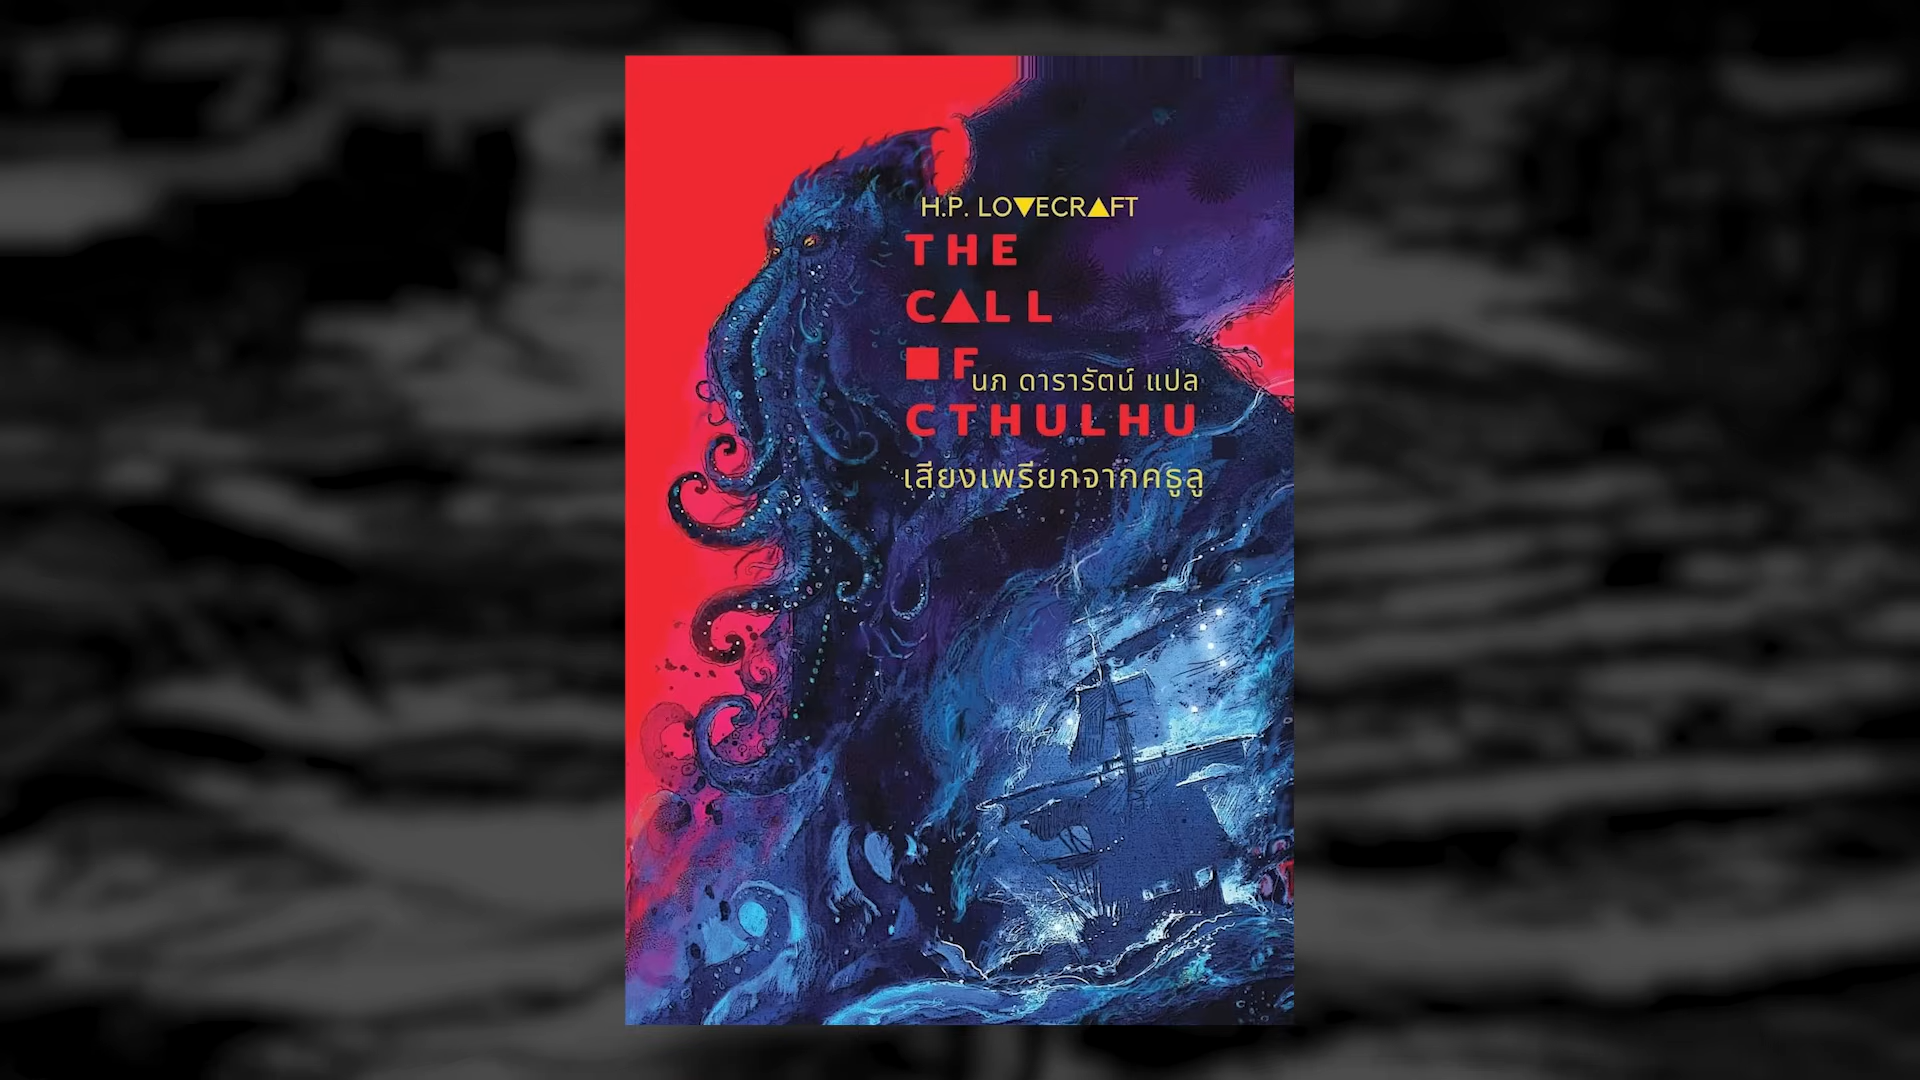 H.P. LOVECRAFT
THE
CALL
OF
นภ ดารารัตน์ แปล
CTHULHU
เสียงเพรียกจากคธูลู